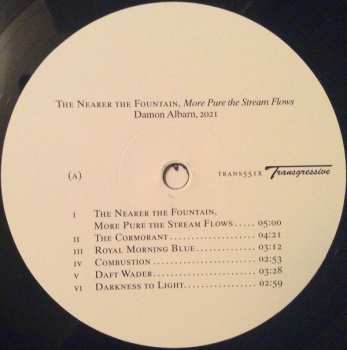 The Nearer the Fountain, More Pure the Stream Flows
Damon Albarn, 2021
(A)
TRANS551X Transgressive
I The Nearer the Fountain,
More Pure the Stream Flows ..... 05:00
II The Cormorant .................. 04:21
III Royal Morning Blue ............. 03:12
IV Combustion ..................... 02:53
V Daft Wader ...................... 03:28
VI Darkness to Light ............... 02:59